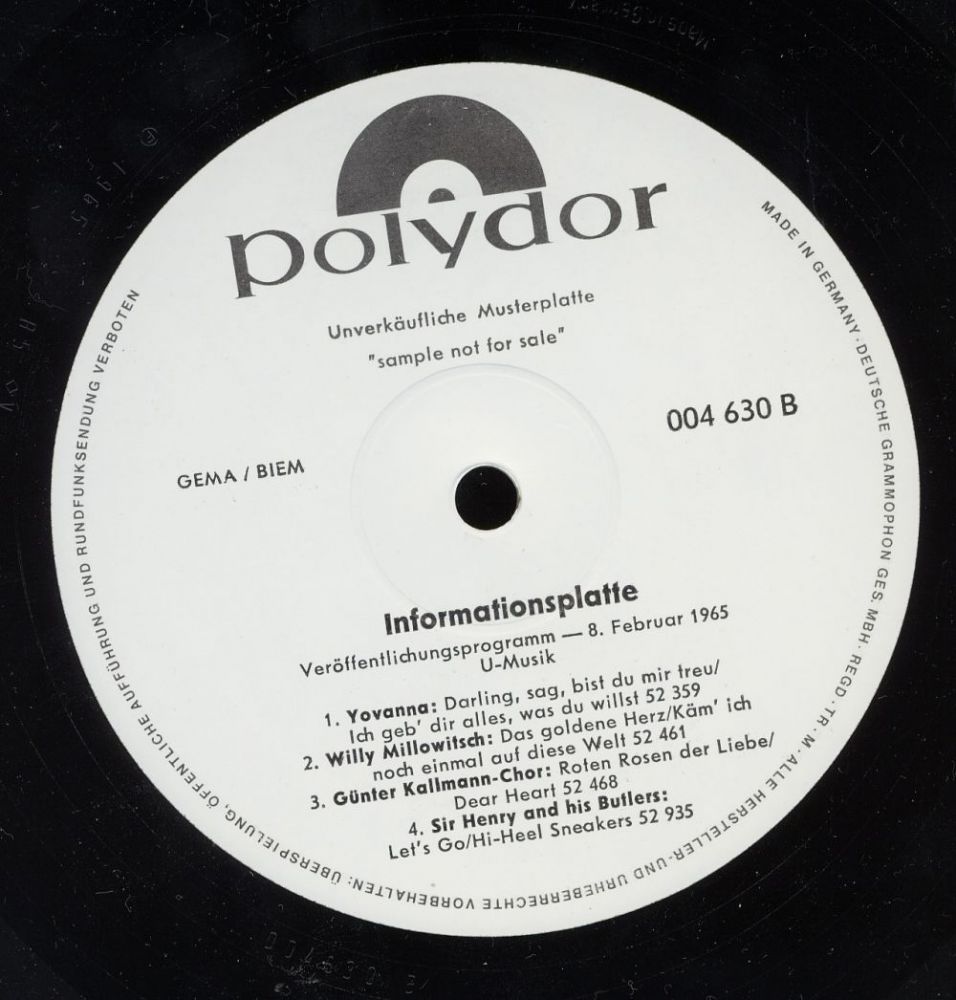 polydor
Unverkäufliche Musterplatte
"sample not for sale"
004 630 B
GEMA / BIEM
Informationsplatte
Veröffentlichungsprogramm — 8. Februar 1965
U-Musik
1. Yovanna: Darling, sag, bist du mir treu/
Ich geb' dir alles, was du willst 52 359
2. Willy Millowitsch: Das goldene Herz/Käm' ich
noch einmal auf diese Welt 52 461
3. Günter Kallmann-Chor: Roten Rosen der Liebe/
Dear Heart 52 468
4. Sir Henry and his Butlers:
Let's Go/Hi-Heel Sneakers 52 935
MADE IN GERMANY · DEUTSCHE GRAMMOPHON GES. MBH · REGD · TR · M · ALLE HERSTELLER- UND URHEBERRECHTE VORBEHALTEN: ÜBERSPIELUNG, ÖFFENTLICHE AUFFÜHRUNG UND RUNDFUNKSENDUNG VERBOTEN